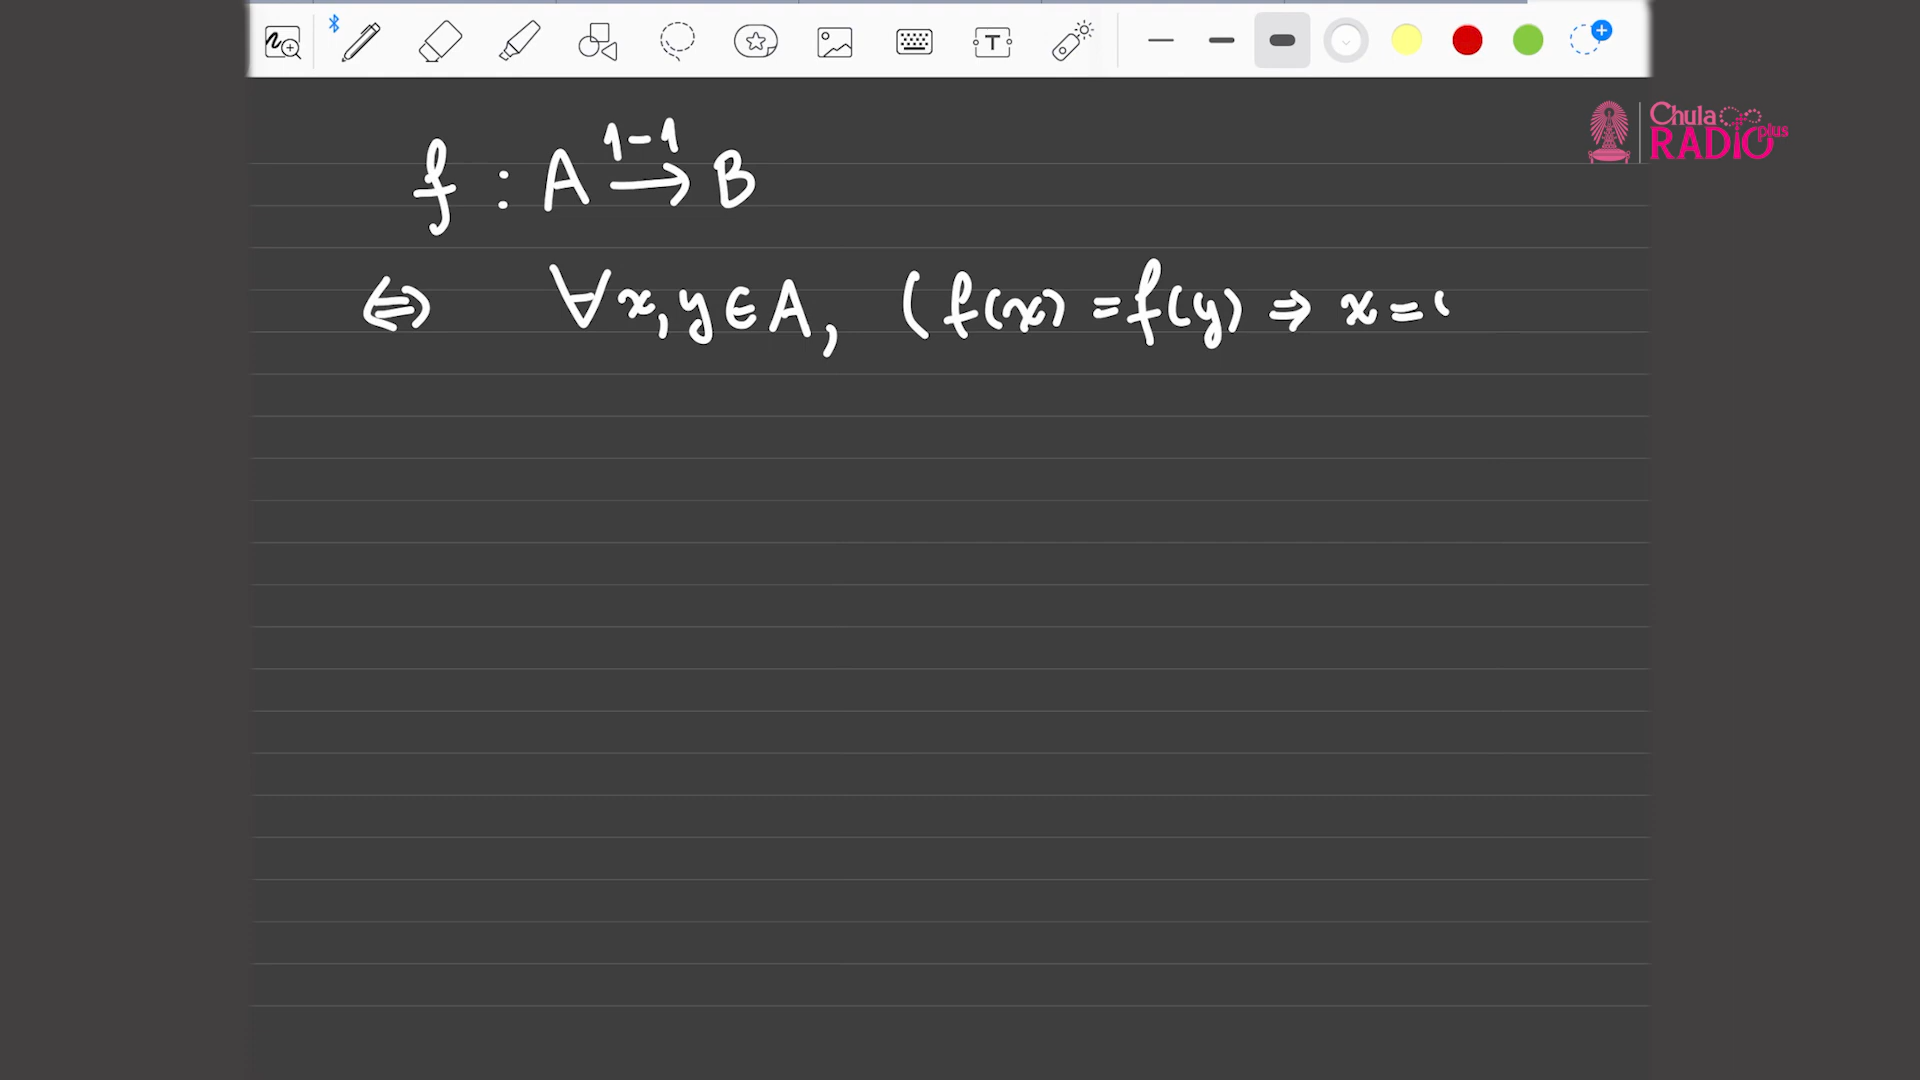 Chula
RADIO plus
f : A 1-1 → B
⇔ ∀x, y ∈ A, ( f(x) = f(y) ⇒ x =